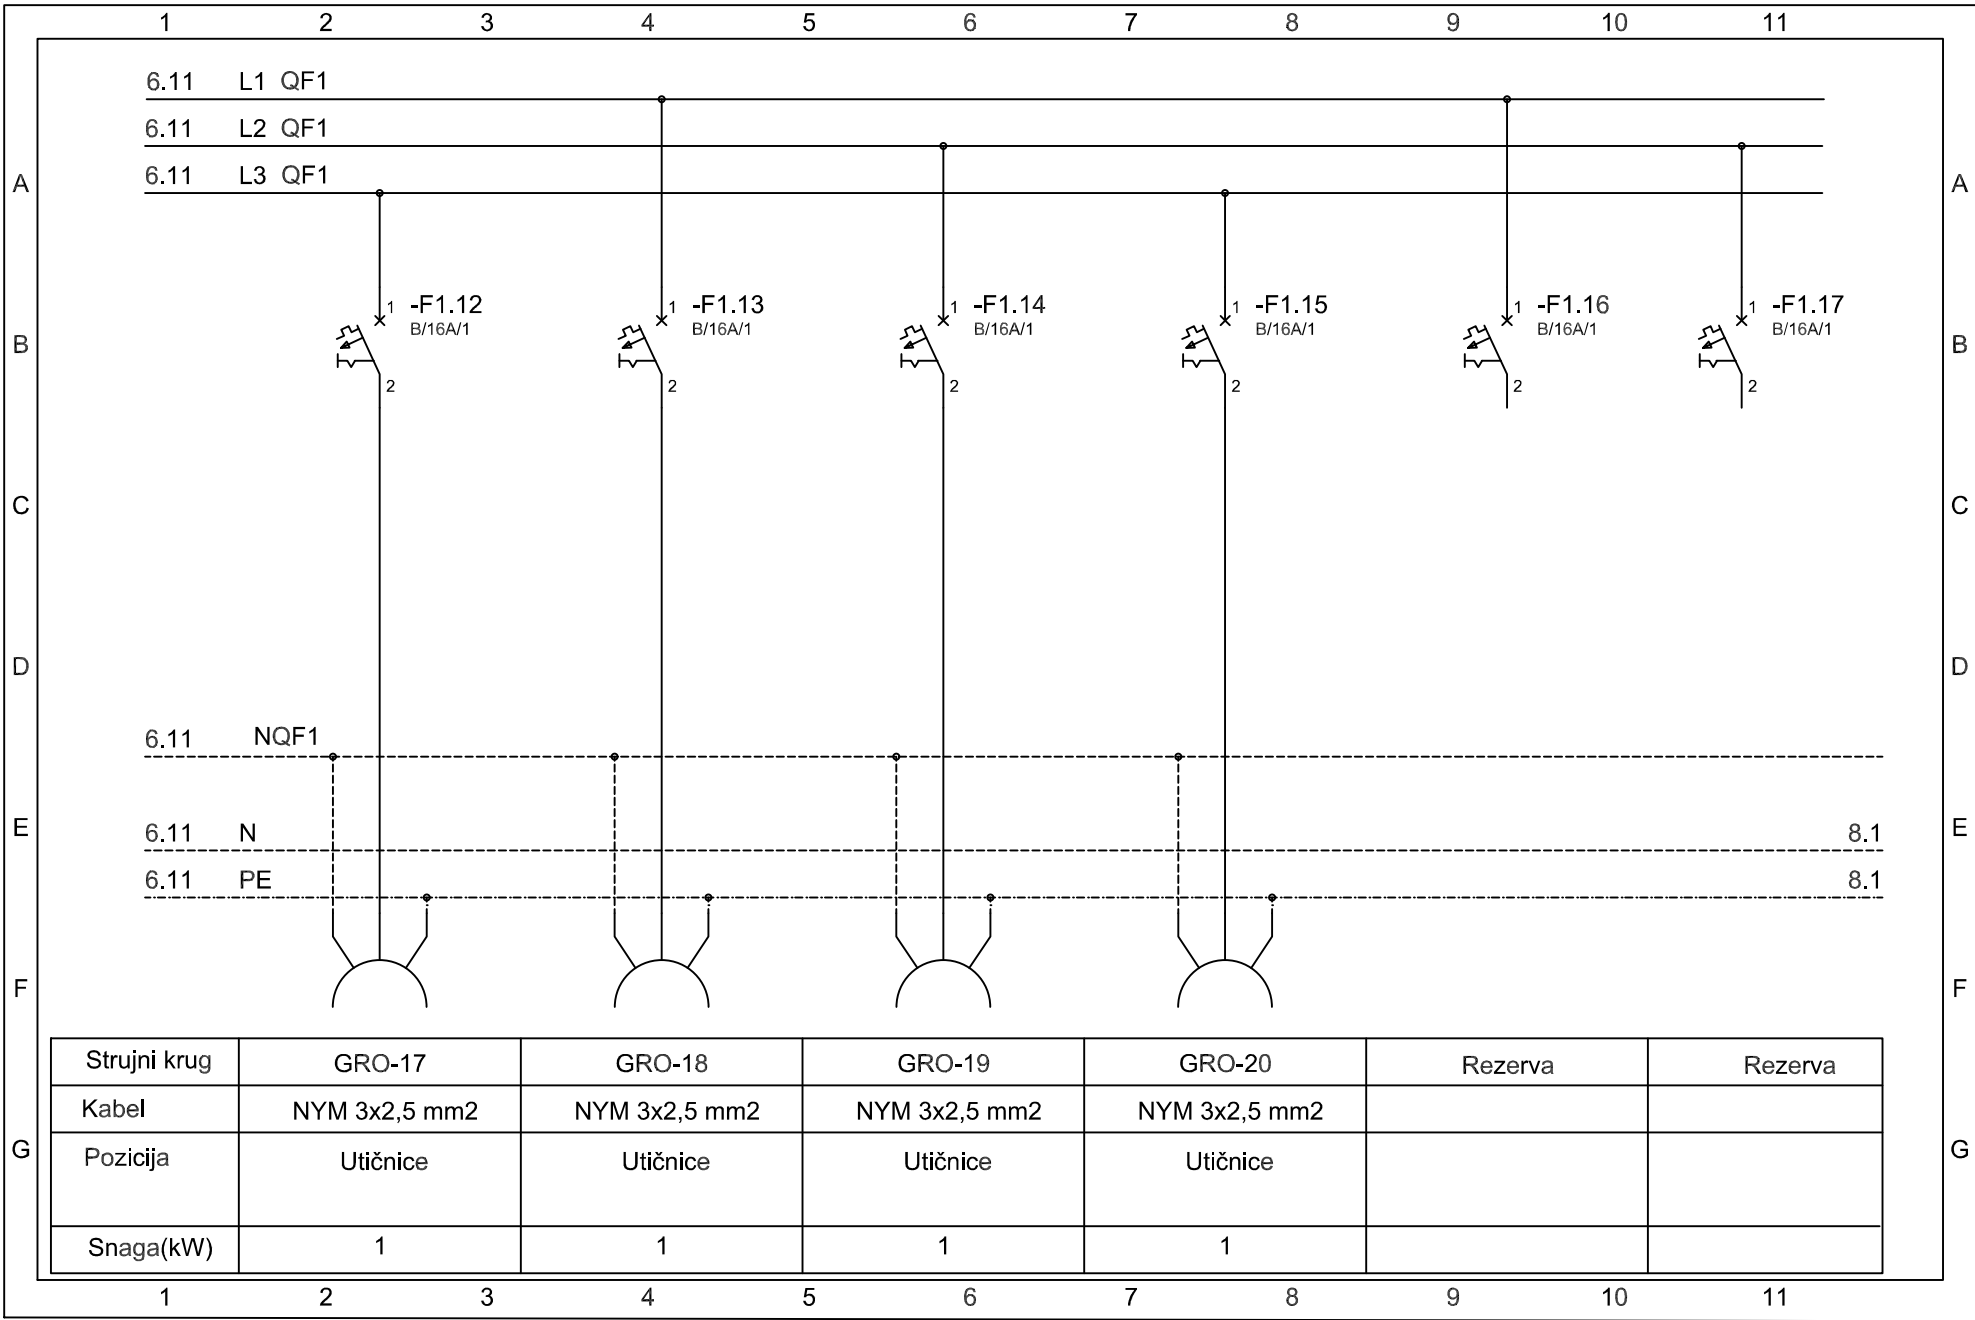 1 2 3 4 5 6 7 8 9 10 11
6.11 L1 QF1
6.11 L2 QF1
6.11 L3 QF1
A A
1 -F1.12 1 -F1.13 1 -F1.14 1 -F1.15 1 -F1.16 1 -F1.17
B/16A/1 B/16A/1 B/16A/1 B/16A/1 B/16A/1 B/16A/1
B B
2 2 2 2 2 2
C C
D D
6.11 NQF1
E E
6.11 N 8.1
6.11 PE 8.1
F F
Strujni krug GRO-17 GRO-18 GRO-19 GRO-20 Rezerva Rezerva
Kabel NYM 3x2,5 mm2 NYM 3x2,5 mm2 NYM 3x2,5 mm2 NYM 3x2,5 mm2
G G
Pozicija Utičnice Utičnice Utičnice Utičnice
Snaga(kW) 1 1 1 1
1 2 3 4 5 6 7 8 9 10 11